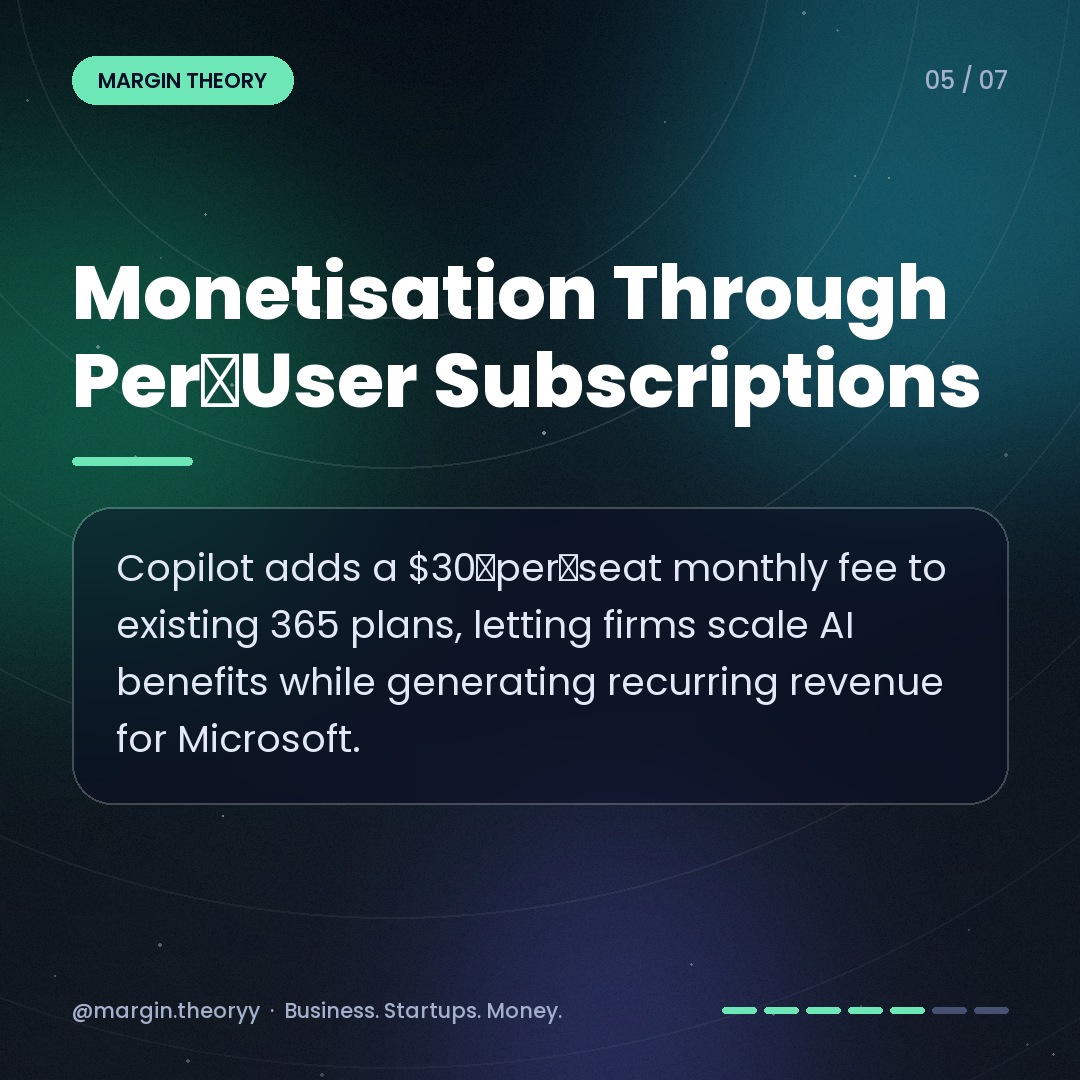 MARGIN THEORY
05 / 07
Monetisation Through
Per☒User Subscriptions
Copilot adds a $30☒per☒seat monthly fee to
existing 365 plans, letting firms scale AI
benefits while generating recurring revenue
for Microsoft.
@margin.theoryy · Business. Startups. Money.